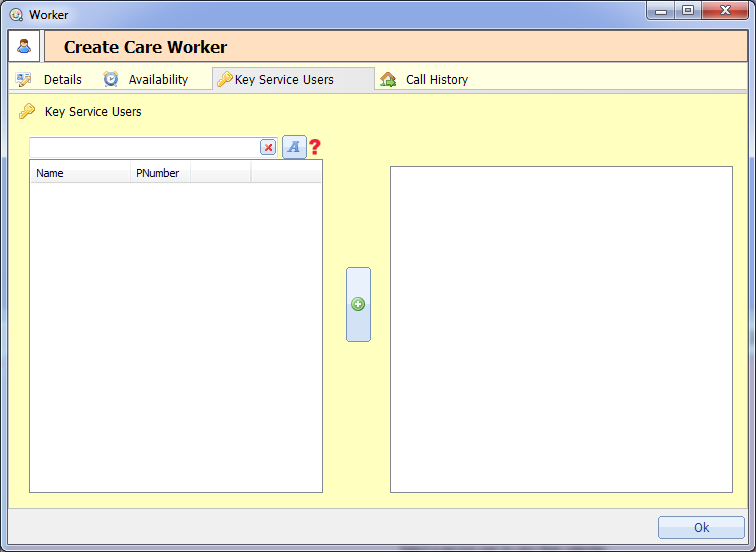 Worker
Create Care Worker
Details Availability Key Service Users Call History
Key Service Users
A ?
Name PNumber
Ok